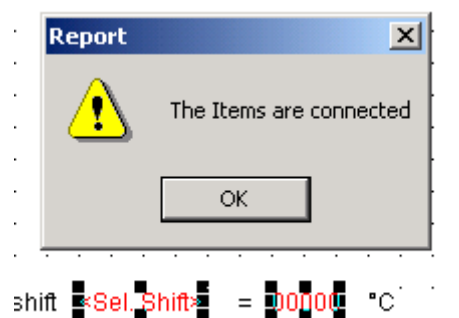 Report
The Items are connected
OK
shift <Sel. Shift> = 00000 °C